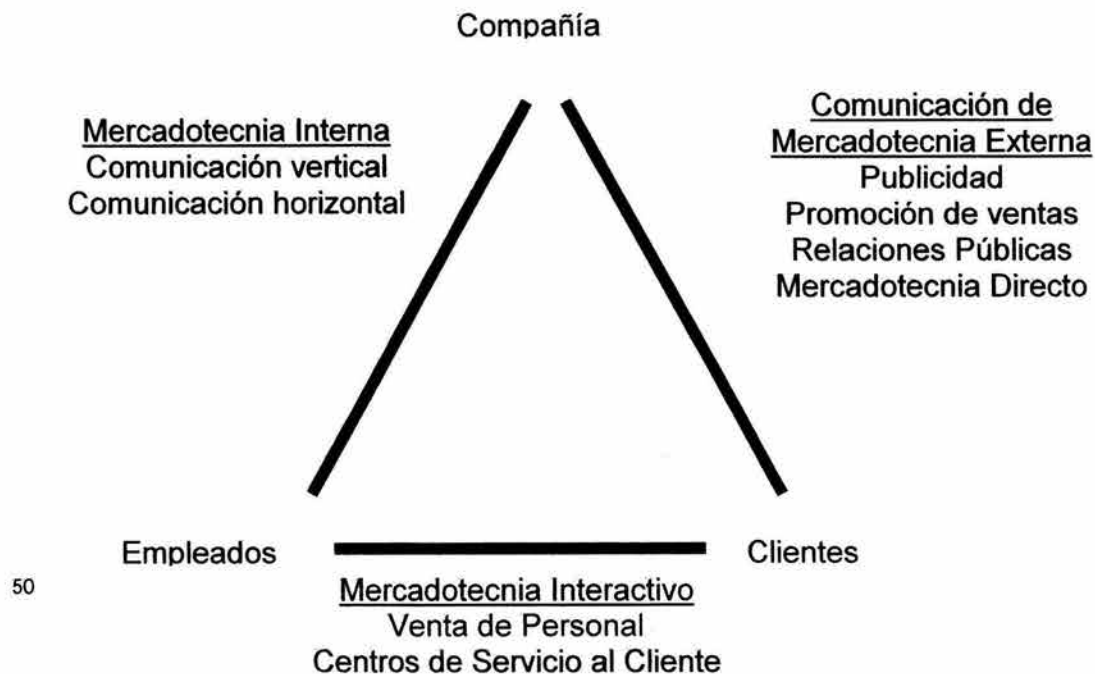 Compañía
Mercadotecnia Interna
Comunicación vertical
Comunicación horizontal
Comunicación de
Mercadotecnia Externa
Publicidad
Promoción de ventas
Relaciones Públicas
Mercadotecnia Directo
Empleados
Clientes
50
Mercadotecnia Interactivo
Venta de Personal
Centros de Servicio al Cliente